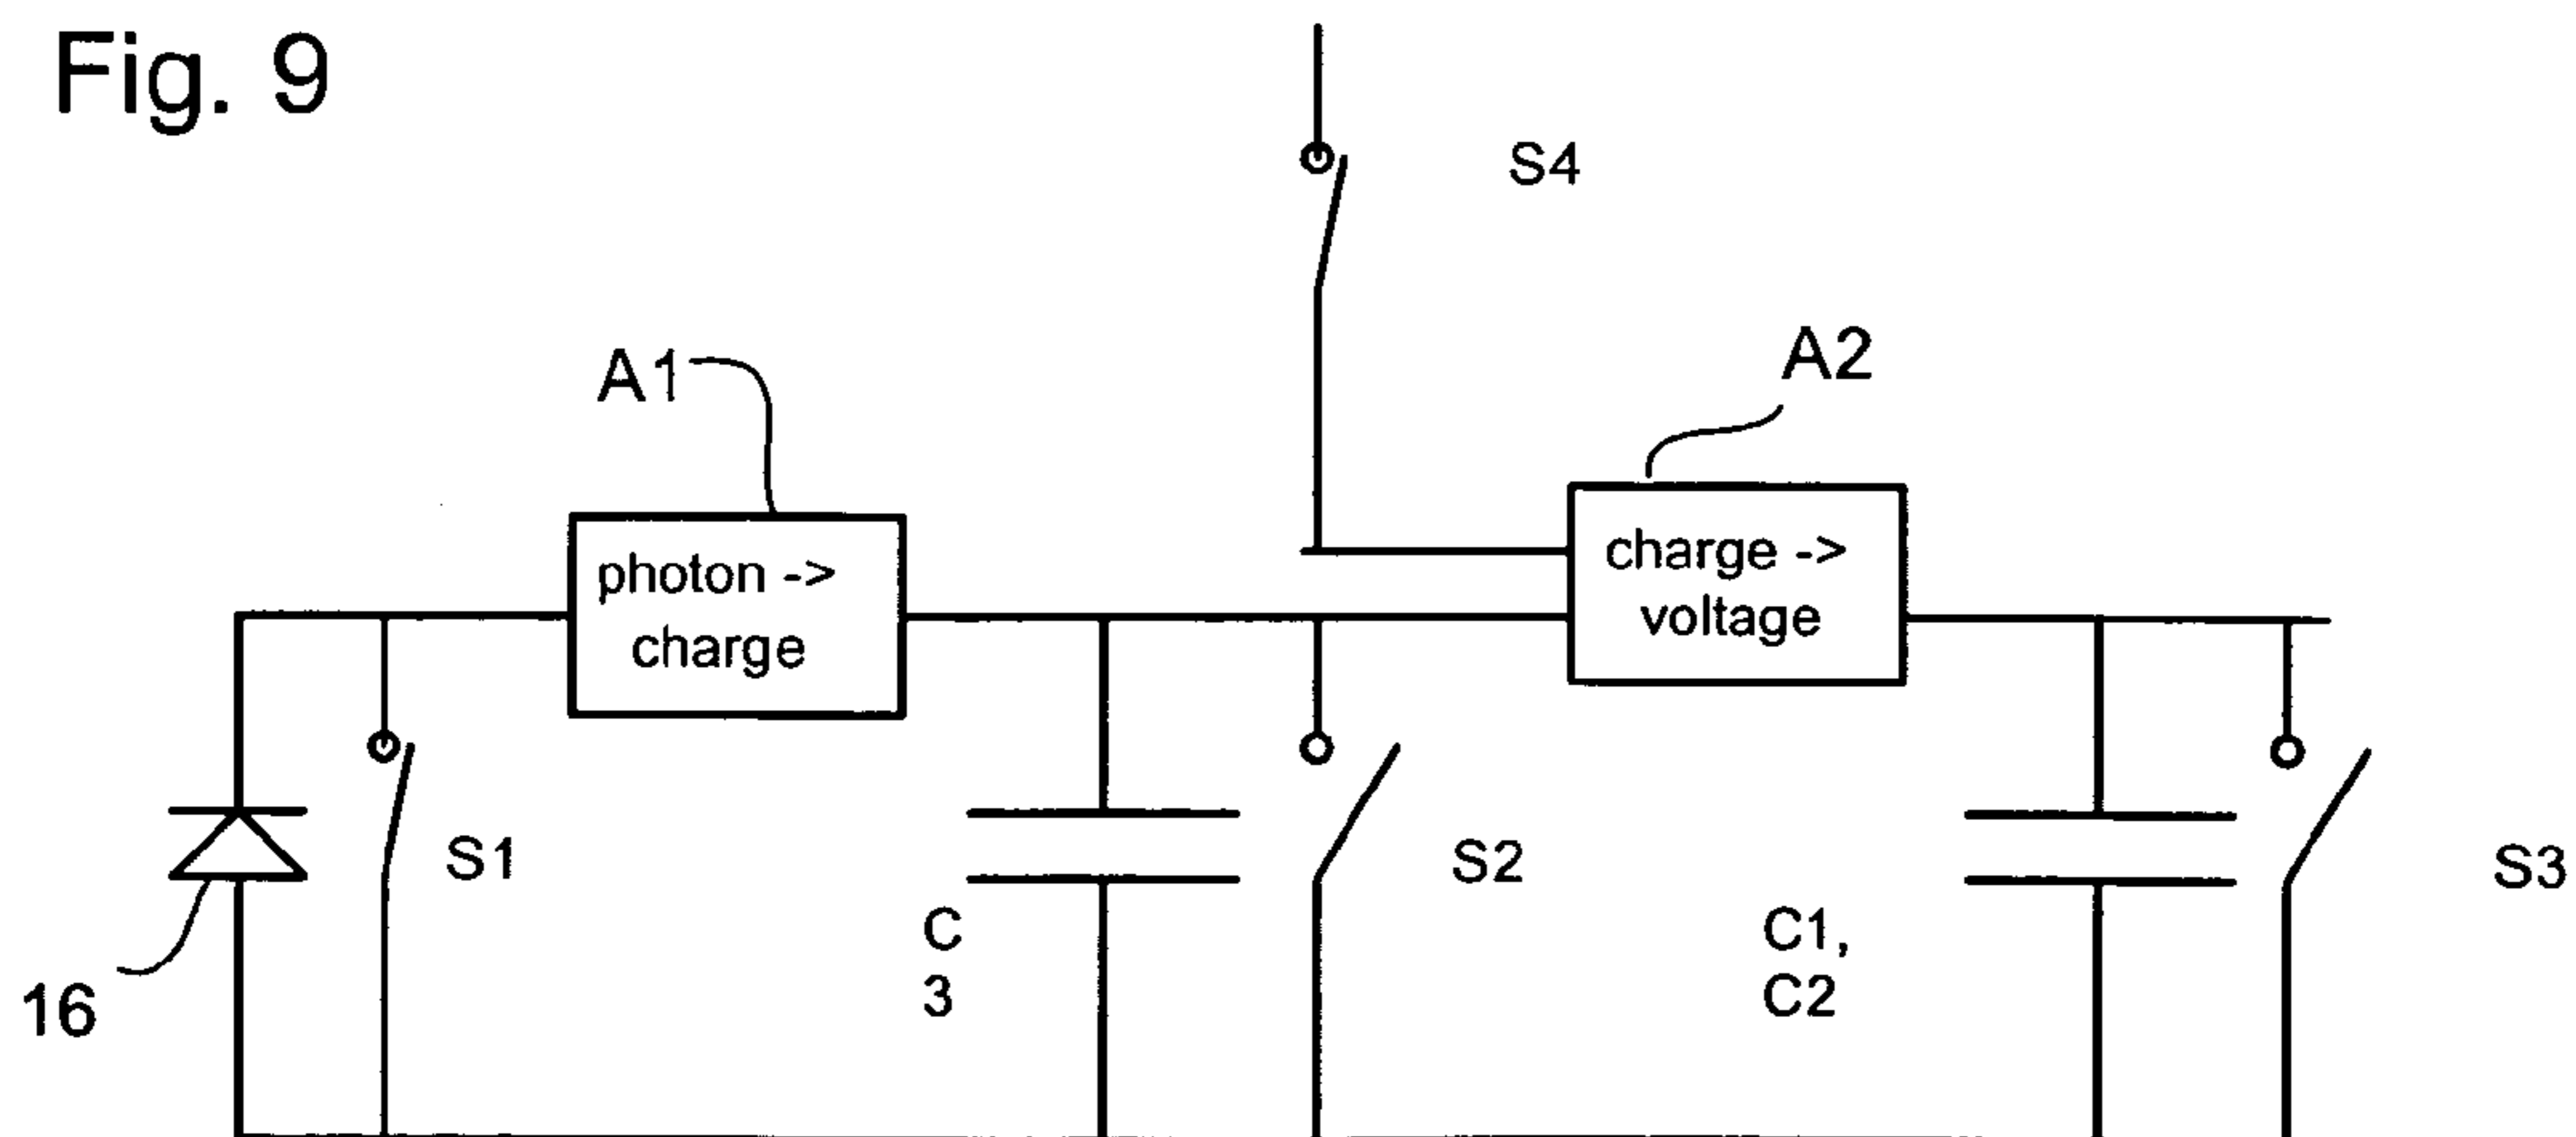 Fig. 9
S4
A1
A2
photon ->
charge
charge ->
voltage
S1
S2
S3
C
3
C1,
C2
16